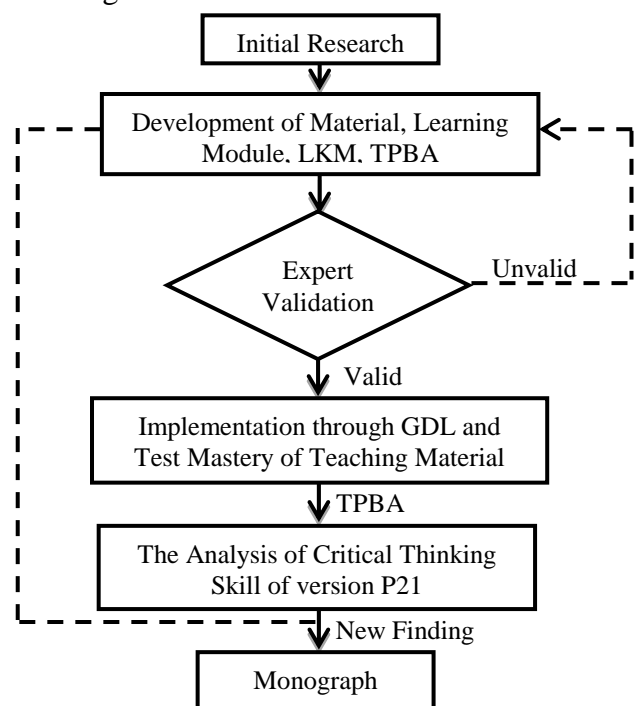 Initial Research
Development of Material, Learning
Module, LKM, TPBA
Expert
Validation
Unvalid
Valid
Implementation through GDL and
Test Mastery of Teaching Material
TPBA
The Analysis of Critical Thinking
Skill of version P21
New Finding
Monograph